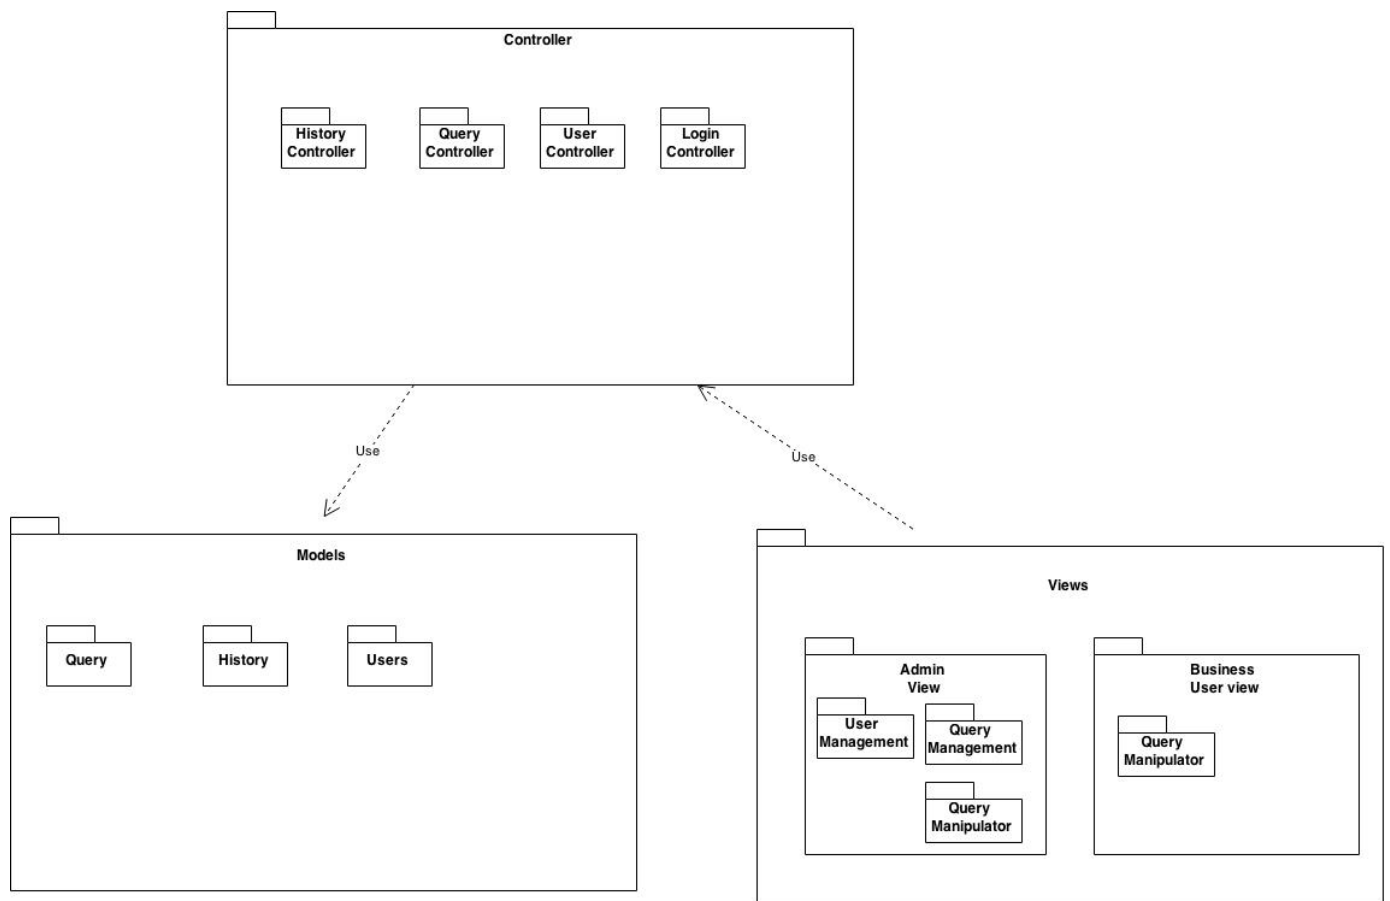 Controller
History
Controller
Query
Controller
User
Controller
Login
Controller
Use
Use
Models
Query
History
Users
Views
Admin
View
User
Management
Query
Management
Query
Manipulator
Business
User view
Query
Manipulator